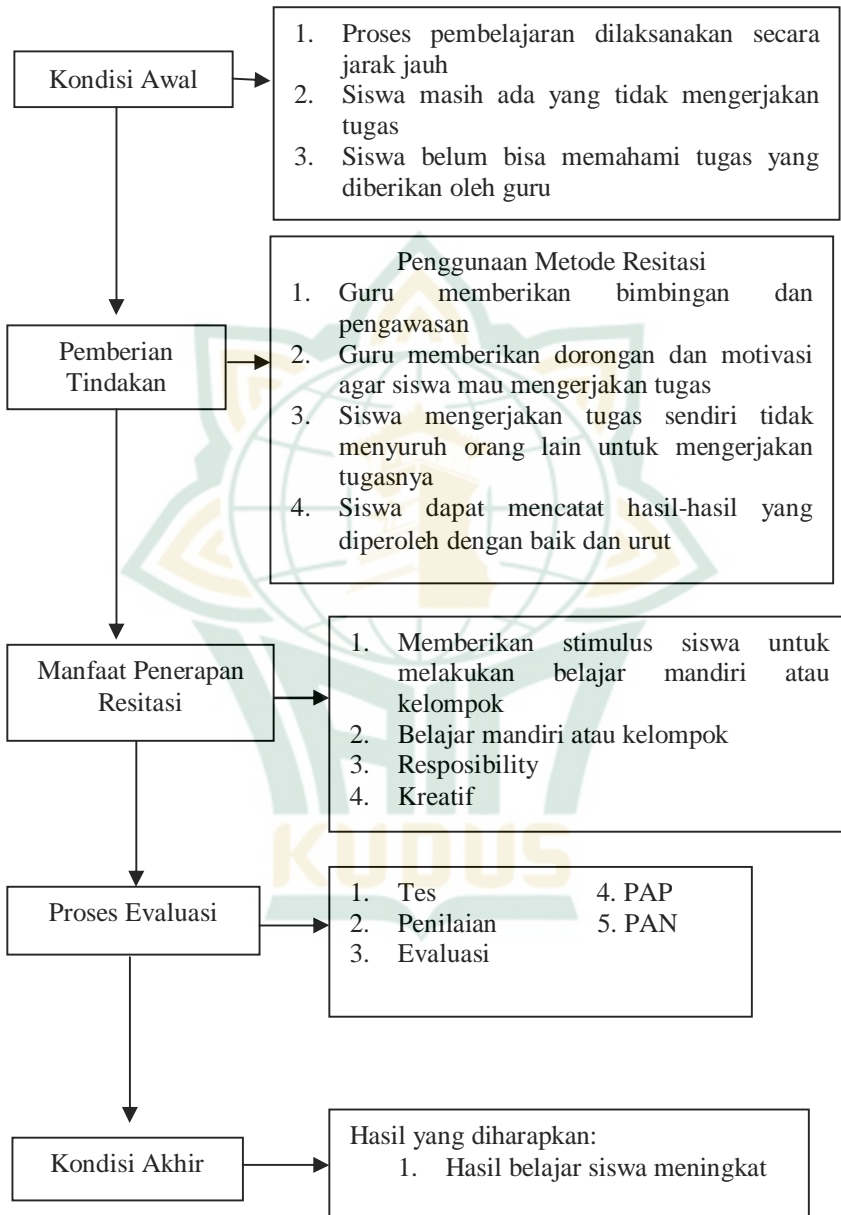 Kondisi Awal
1. Proses pembelajaran dilaksanakan secara
jarak jauh
2. Siswa masih ada yang tidak mengerjakan
tugas
3. Siswa belum bisa memahami tugas yang
diberikan oleh guru
Pemberian
Tindakan
Penggunaan Metode Resitasi
1. Guru memberikan bimbingan dan
pengawasan
2. Guru memberikan dorongan dan motivasi
agar siswa mau mengerjakan tugas
3. Siswa mengerjakan tugas sendiri tidak
menyuruh orang lain untuk mengerjakan
tugasnya
4. Siswa dapat mencatat hasil-hasil yang
diperoleh dengan baik dan urut
Manfaat Penerapan
Resitasi
1. Memberikan stimulus siswa untuk
melakukan belajar mandiri atau
kelompok
2. Belajar mandiri atau kelompok
3. Resposibility
4. Kreatif
KUDUS
Proses Evaluasi
1. Tes 4. PAP
2. Penilaian 5. PAN
3. Evaluasi
Kondisi Akhir
Hasil yang diharapkan:
1. Hasil belajar siswa meningkat